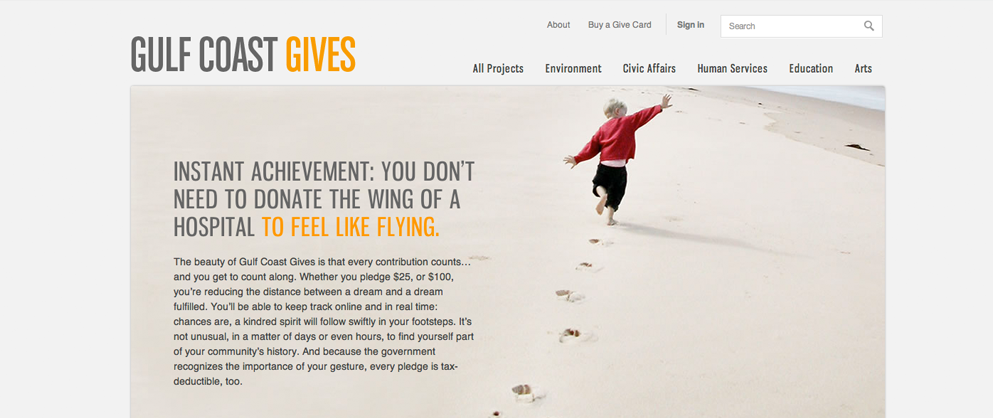 About Buy a Give Card Sign in Search
GULF COAST GIVES
All Projects Environment Civic Affairs Human Services Education Arts
INSTANT ACHIEVEMENT: YOU DON'T
NEED TO DONATE THE WING OF A
HOSPITAL TO FEEL LIKE FLYING.
The beauty of Gulf Coast Gives is that every contribution counts…
and you get to count along. Whether you pledge $25, or $100,
you're reducing the distance between a dream and a dream
fulfilled. You'll be able to keep track online and in real time:
chances are, a kindred spirit will follow swiftly in your footsteps. It's
not unusual, in a matter of days or even hours, to find yourself part
of your community's history. And because the government
recognizes the importance of your gesture, every pledge is tax-
deductible, too.